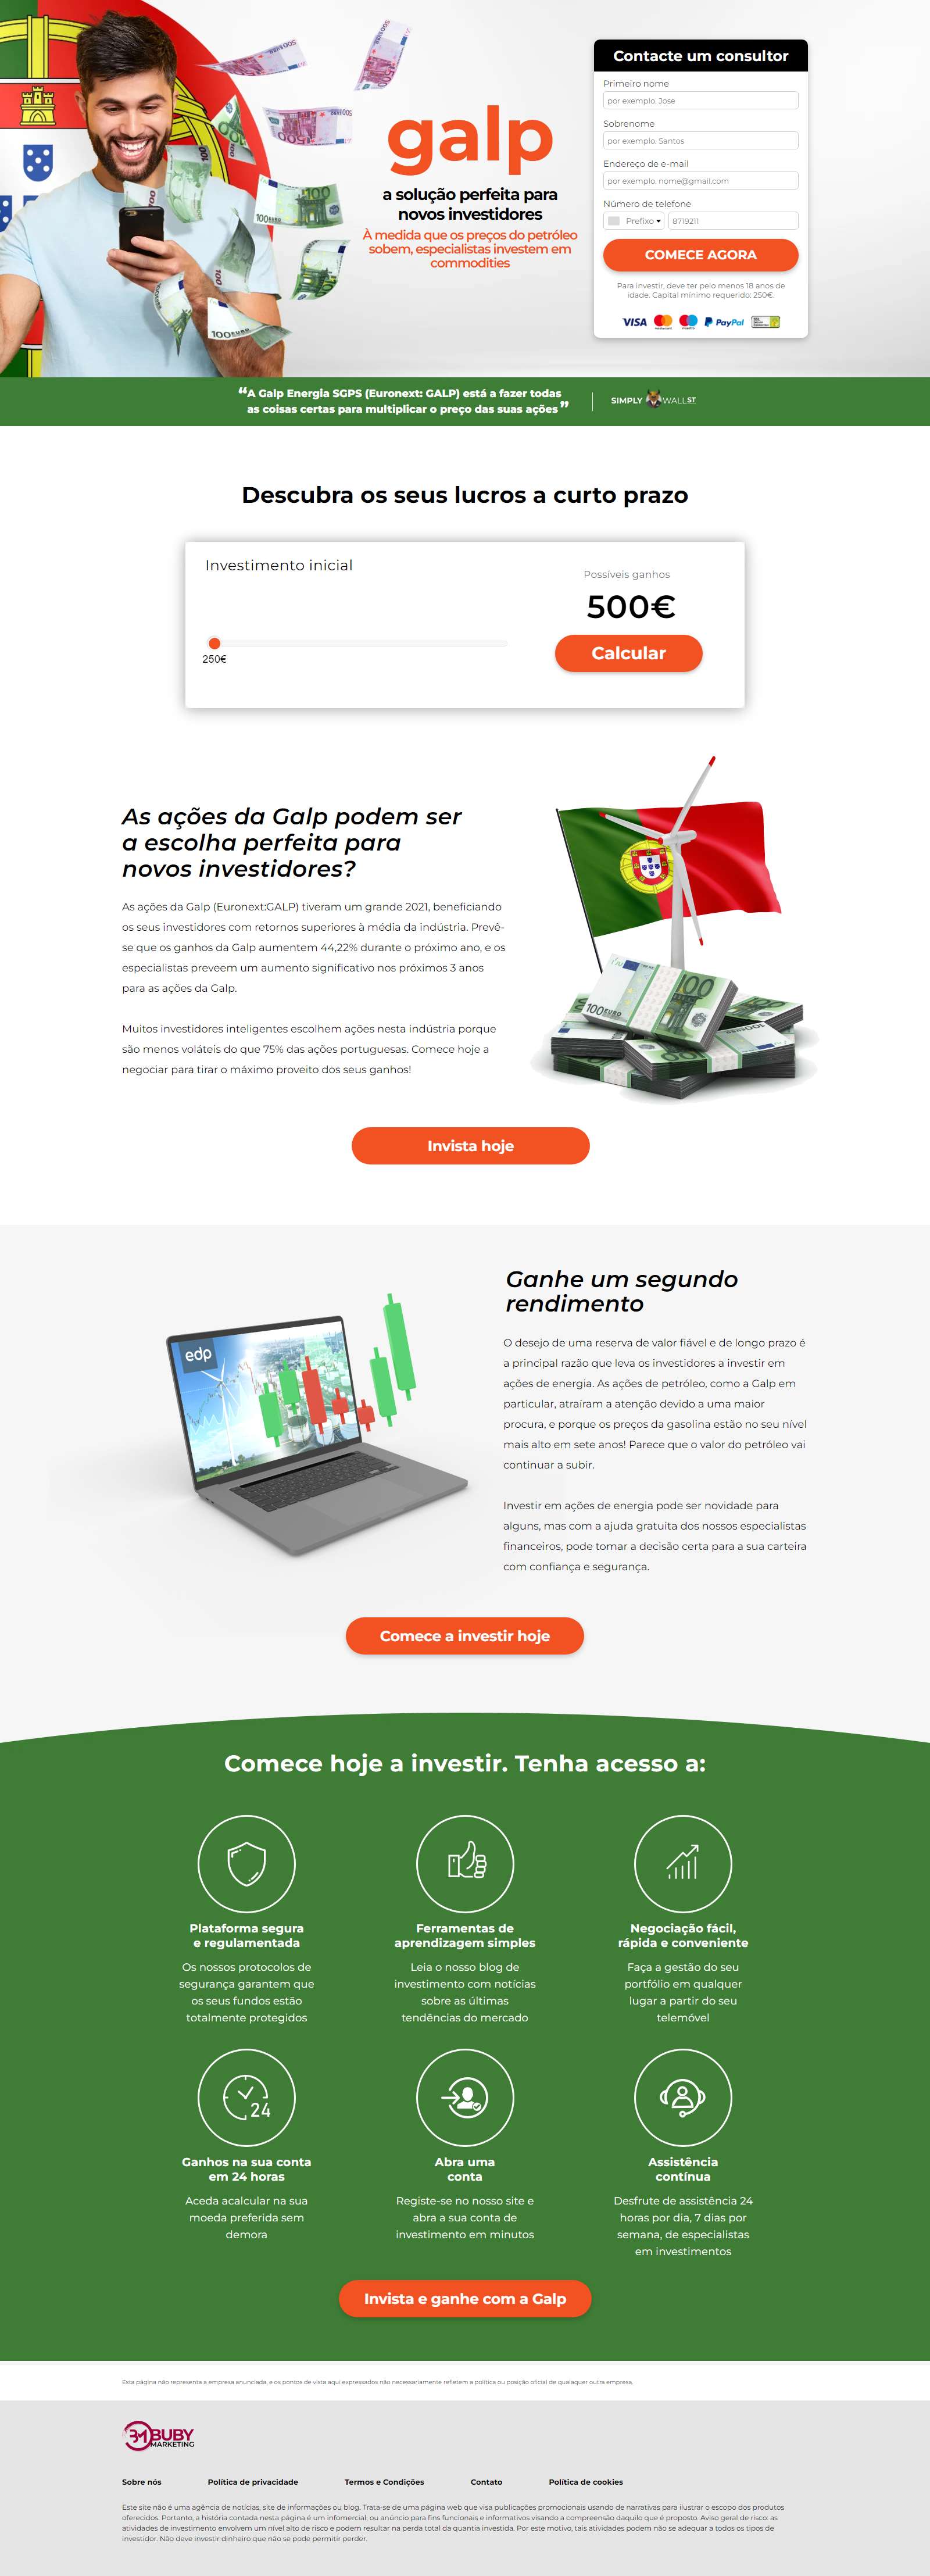 galp
a solução perfeita para
novos investidores
À medida que os preços do petróleo
sobem, especialistas investem em
commodities
Contacte um consultor
Primeiro nome
por exemplo. Jose
Sobrenome
por exemplo. Santos
Endereço de e-mail
por exemplo. nome@gmail.com
Número de telefone
Prefixo
8719211
COMECE AGORA
Para investir, deve ter pelo menos 18 anos de
idade. Capital mínimo requerido: 250€.
VISA
PayPal
“A Galp Energia SGPS (Euronext: GALP) está a fazer todas
as coisas certas para multiplicar o preço das suas ações”
SIMPLY WALL ST
Descubra os seus lucros a curto prazo
Investimento inicial
250€
Possíveis ganhos
500€
Calcular
As ações da Galp podem ser
a escolha perfeita para
novos investidores?
As ações da Galp (Euronext:GALP) tiveram um grande 2021, beneficiando
os seus investidores com retornos superiores à média da indústria. Prevê-
se que os ganhos da Galp aumentem 44,22% durante o próximo ano, e os
especialistas preveem um aumento significativo nos próximos 3 anos
para as ações da Galp.
Muitos investidores inteligentes escolhem ações nesta indústria porque
são menos voláteis do que 75% das ações portuguesas. Comece hoje a
negociar para tirar o máximo proveito dos seus ganhos!
100 EURO
100
Invista hoje
edp
Ganhe um segundo
rendimento
O desejo de uma reserva de valor fiável e de longo prazo é
a principal razão que leva os investidores a investir em
ações de energia. As ações de petróleo, como a Galp em
particular, atraíram a atenção devido a uma maior
procura, e porque os preços da gasolina estão no seu nível
mais alto em sete anos! Parece que o valor do petróleo vai
continuar a subir.
Investir em ações de energia pode ser novidade para
alguns, mas com a ajuda gratuita dos nossos especialistas
financeiros, pode tomar a decisão certa para a sua carteira
com confiança e segurança.
Comece a investir hoje
Comece hoje a investir. Tenha acesso a:
Plataforma segura
e regulamentada
Os nossos protocolos de
segurança garantem que
os seus fundos estão
totalmente protegidos
Ferramentas de
aprendizagem simples
Leia o nosso blog de
investimento com notícias
sobre as últimas
tendências do mercado
Negociação fácil,
rápida e conveniente
Faça a gestão do seu
portfólio em qualquer
lugar a partir do seu
telemóvel
24
Ganhos na sua conta
em 24 horas
Aceda acalcular na sua
moeda preferida sem
demora
Abra uma
conta
Registe-se no nosso site e
abra a sua conta de
investimento em minutos
Assistência
contínua
Desfrute de assistência 24
horas por dia, 7 dias por
semana, de especialistas
em investimentos
Invista e ganhe com a Galp
Esta página não representa a empresa anunciada, e os pontos de vista aqui expressados não necessariamente refletem a política ou posição oficial de qualaquer outra empresa.
BUBY
MARKETING
Sobre nós
Política de privacidade
Termos e Condições
Contato
Política de cookies
Este site não é uma agência de notícias, site de informações ou blog. Trata-se de uma página web que visa publicações promocionais usando de narrativas para ilustrar o escopo dos produtos
oferecidos. Portanto, a história contada nesta página é um infomercial, ou anúncio para fins funcionais e informativos visando a compreensão daquilo que é proposto. Aviso geral de risco: as
atividades de investimento envolvem um nível alto de risco e podem resultar na perda total da quantia investida. Por este motivo, tais atividades podem não se adequar a todos os tipos de
investidor. Não deve investir dinheiro que não se pode permitir perder.